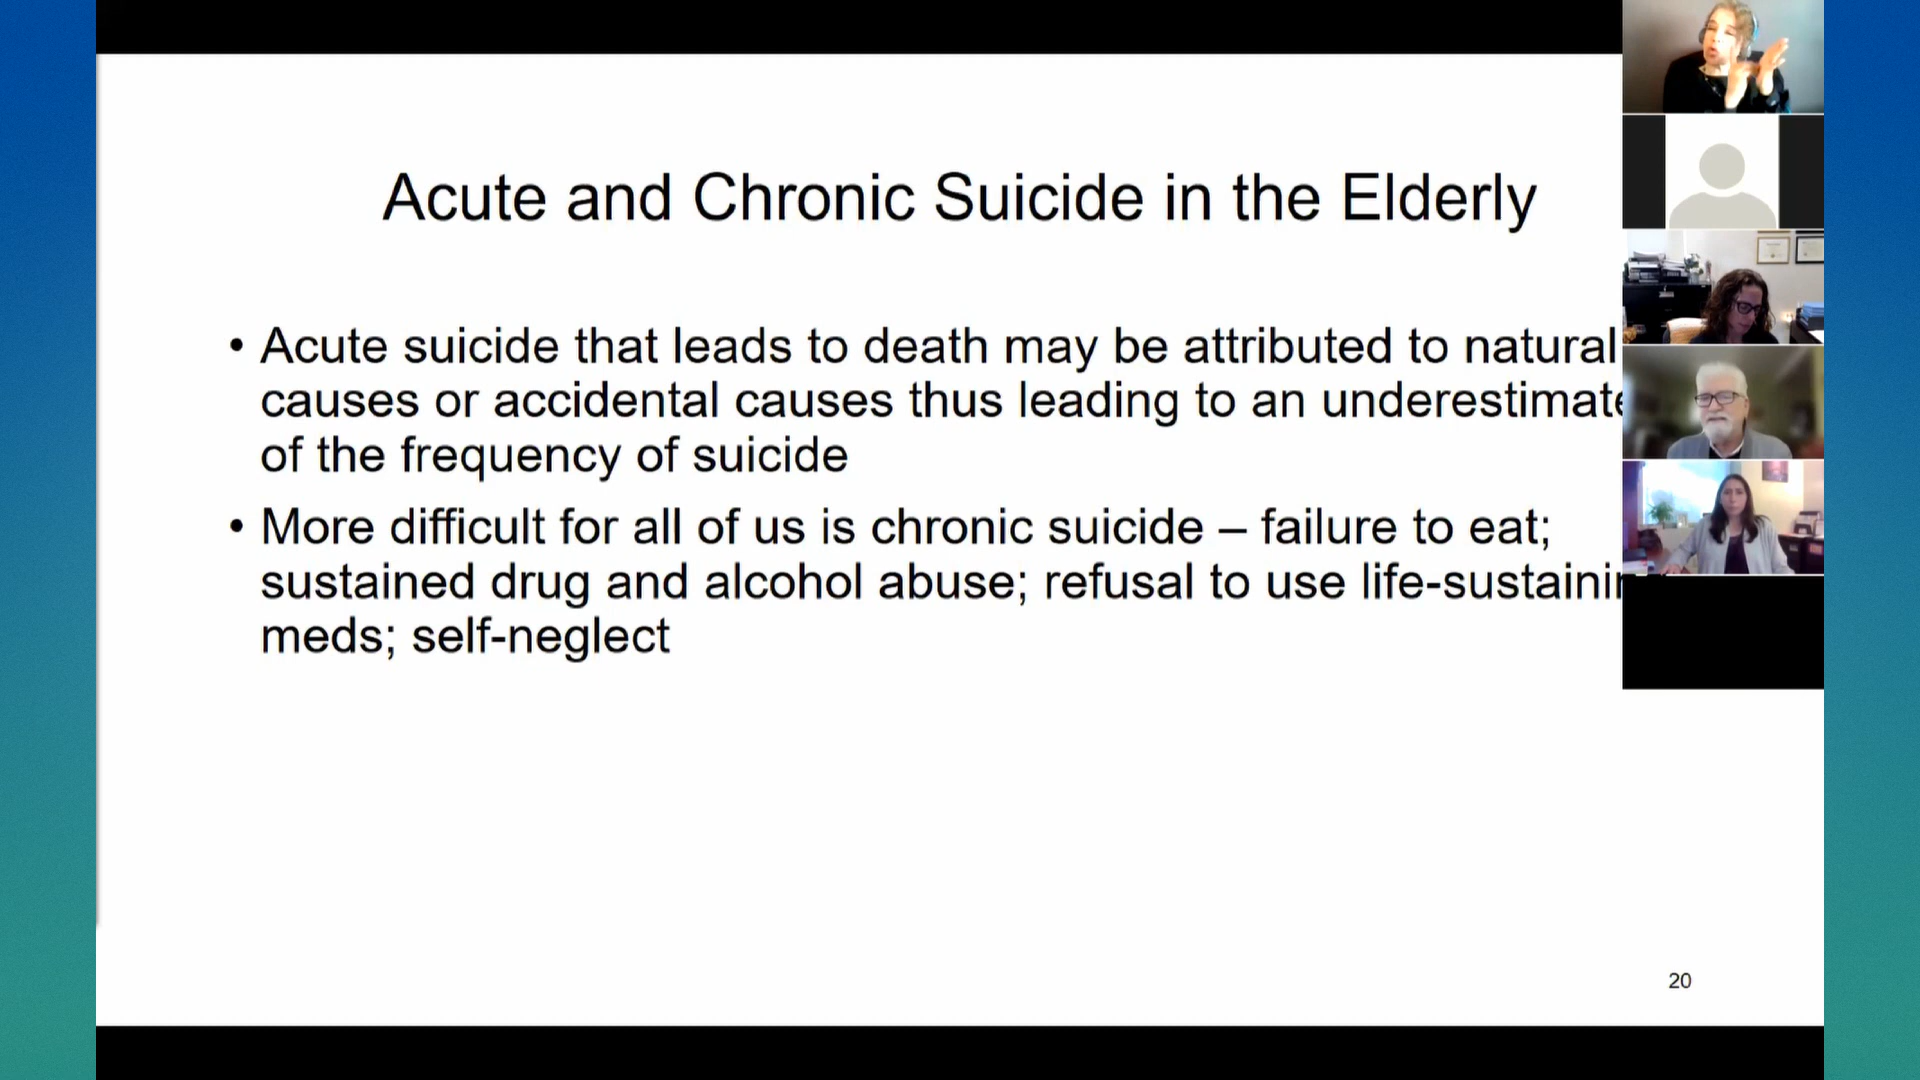 Acute and Chronic Suicide in the Elderly
• Acute suicide that leads to death may be attributed to natural
causes or accidental causes thus leading to an underestimate
of the frequency of suicide
• More difficult for all of us is chronic suicide – failure to eat;
sustained drug and alcohol abuse; refusal to use life-sustainin
meds; self-neglect
20